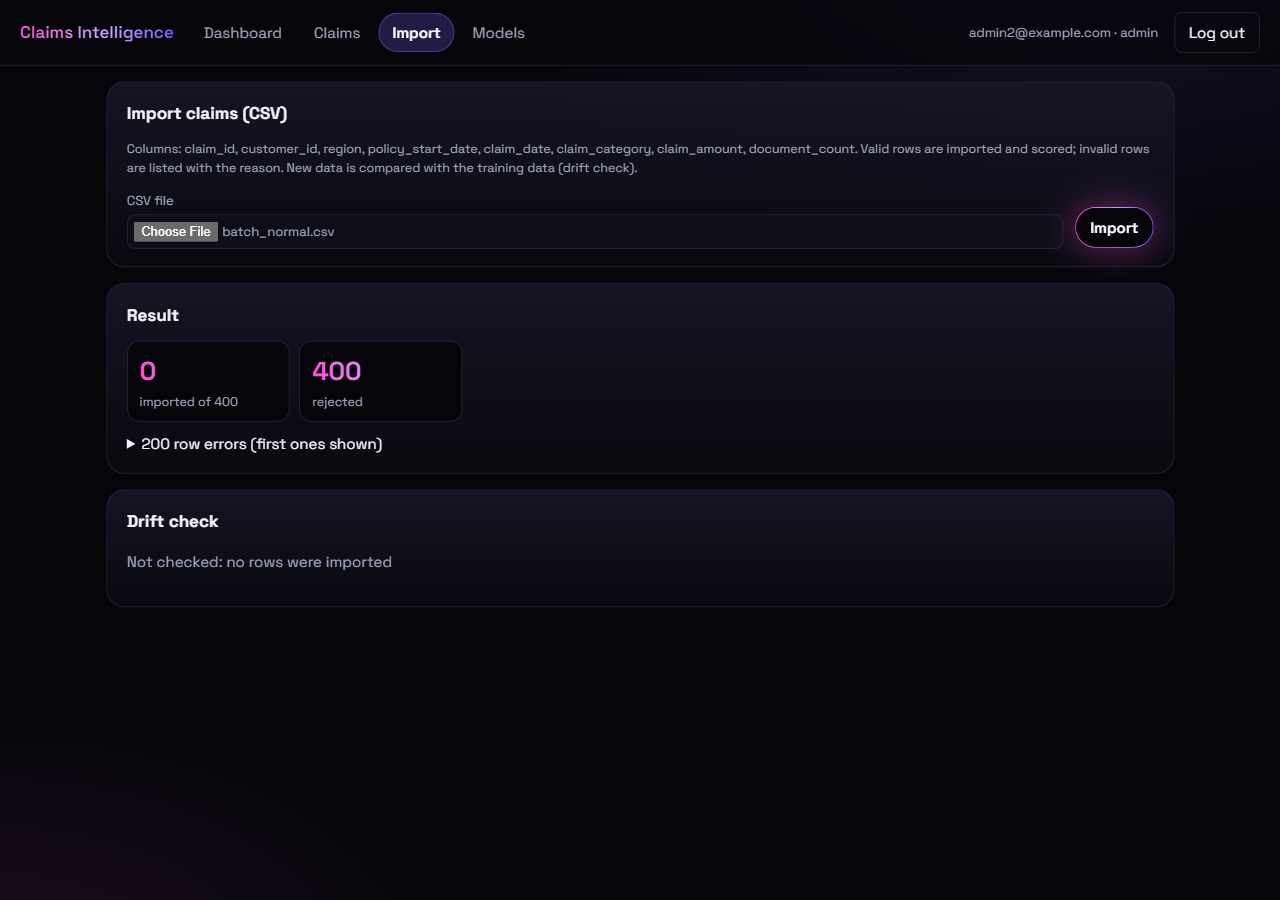 Claims Intelligence Dashboard Claims Import Models admin2@example.com · admin Log out
Import claims (CSV)
Columns: claim_id, customer_id, region, policy_start_date, claim_date, claim_category, claim_amount, document_count. Valid rows are imported and scored; invalid rows
are listed with the reason. New data is compared with the training data (drift check).
CSV file
Choose File batch_normal.csv
Import
Result
0
imported of 400
400
rejected
▶ 200 row errors (first ones shown)
Drift check
Not checked: no rows were imported